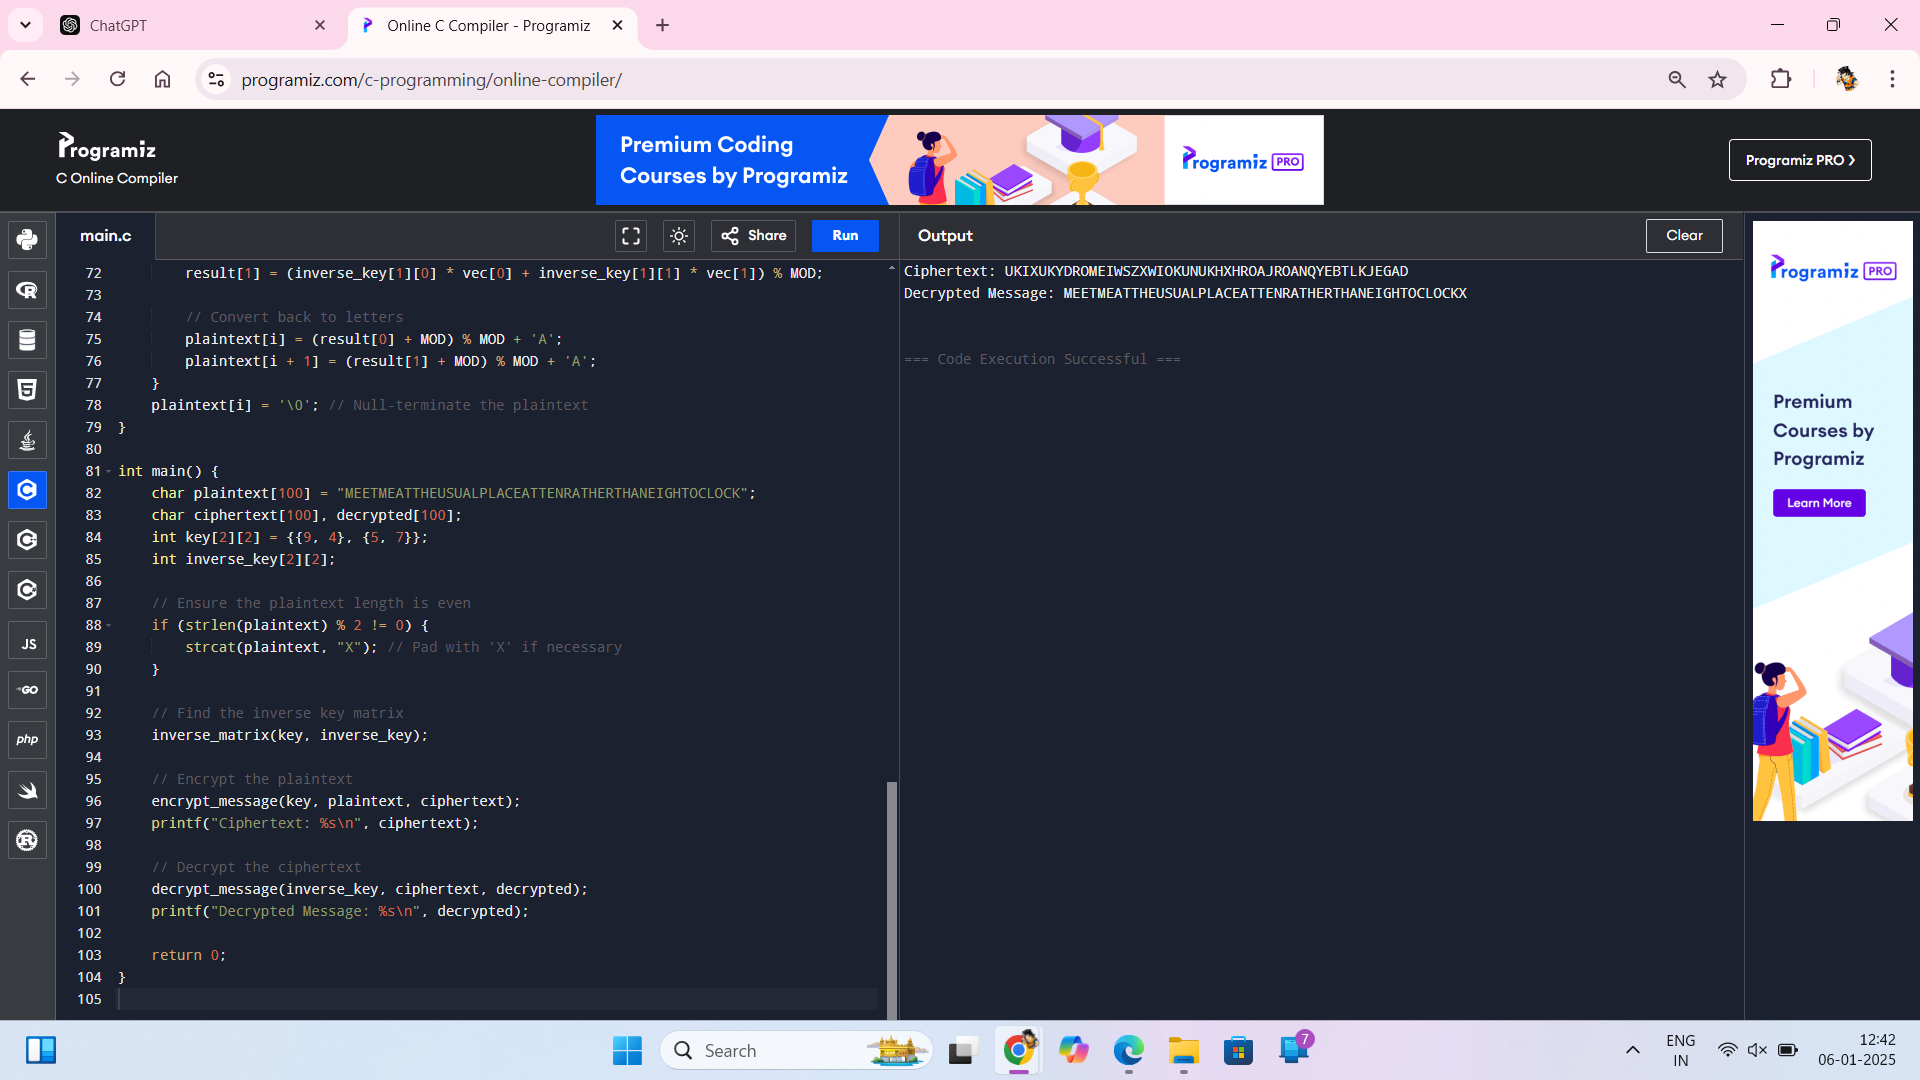 ChatGPT
Online C Compiler - Programiz
programiz.com/c-programming/online-compiler/
Programiz
C Online Compiler
Premium Coding
Courses by Programiz
Programiz PRO
Programiz PRO ❯
main.c
Share
Run
Output
Clear
72 result[1] = (inverse_key[1][0] * vec[0] + inverse_key[1][1] * vec[1]) % MOD;
73
74 // Convert back to letters
75 plaintext[i] = (result[0] + MOD) % MOD + 'A';
76 plaintext[i + 1] = (result[1] + MOD) % MOD + 'A';
77 }
78 plaintext[i] = '\0'; // Null-terminate the plaintext
79 }
80
81 int main() {
82 char plaintext[100] = "MEETMEATTHEUSUALPLACEATTENRATHERTHANEIGHTOCLOCK";
83 char ciphertext[100], decrypted[100];
84 int key[2][2] = {{9, 4}, {5, 7}};
85 int inverse_key[2][2];
86
87 // Ensure the plaintext length is even
88 if (strlen(plaintext) % 2 != 0) {
89 strcat(plaintext, "X"); // Pad with 'X' if necessary
90 }
91
92 // Find the inverse key matrix
93 inverse_matrix(key, inverse_key);
94
95 // Encrypt the plaintext
96 encrypt_message(key, plaintext, ciphertext);
97 printf("Ciphertext: %s\n", ciphertext);
98
99 // Decrypt the ciphertext
100 decrypt_message(inverse_key, ciphertext, decrypted);
101 printf("Decrypted Message: %s\n", decrypted);
102
103 return 0;
104 }
105
Ciphertext: UKIXUKYDROMEIWSZXWIOKUNUKHXHROAJROANQYEBTLKJEGAD
Decrypted Message: MEETMEATTHEUSUALPLACEATTENRATHERTHANEIGHTOCLOCKX
=== Code Execution Successful ===
Programiz PRO
Premium
Courses by
Programiz
Learn More
JS
GO
php
Search
7
ENG
IN
12:42
06-01-2025